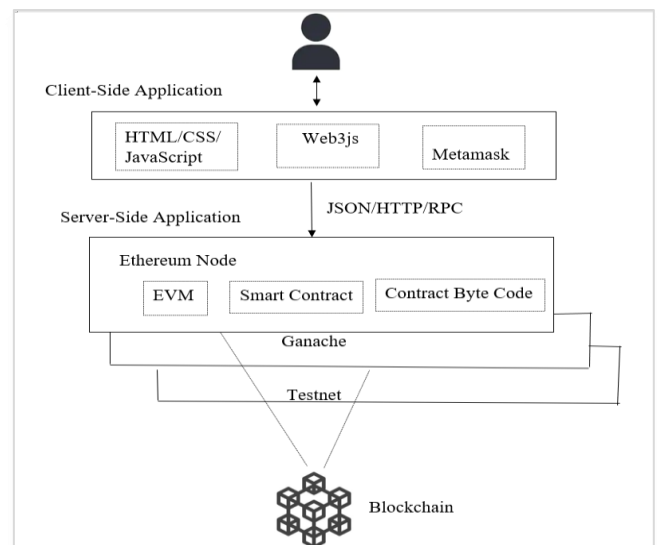 Client-Side Application
HTML/CSS/
JavaScript
Web3js
Metamask
JSON/HTTP/RPC
Server-Side Application
Ethereum Node
EVM
Smart Contract
Contract Byte Code
Ganache
Testnet
Blockchain